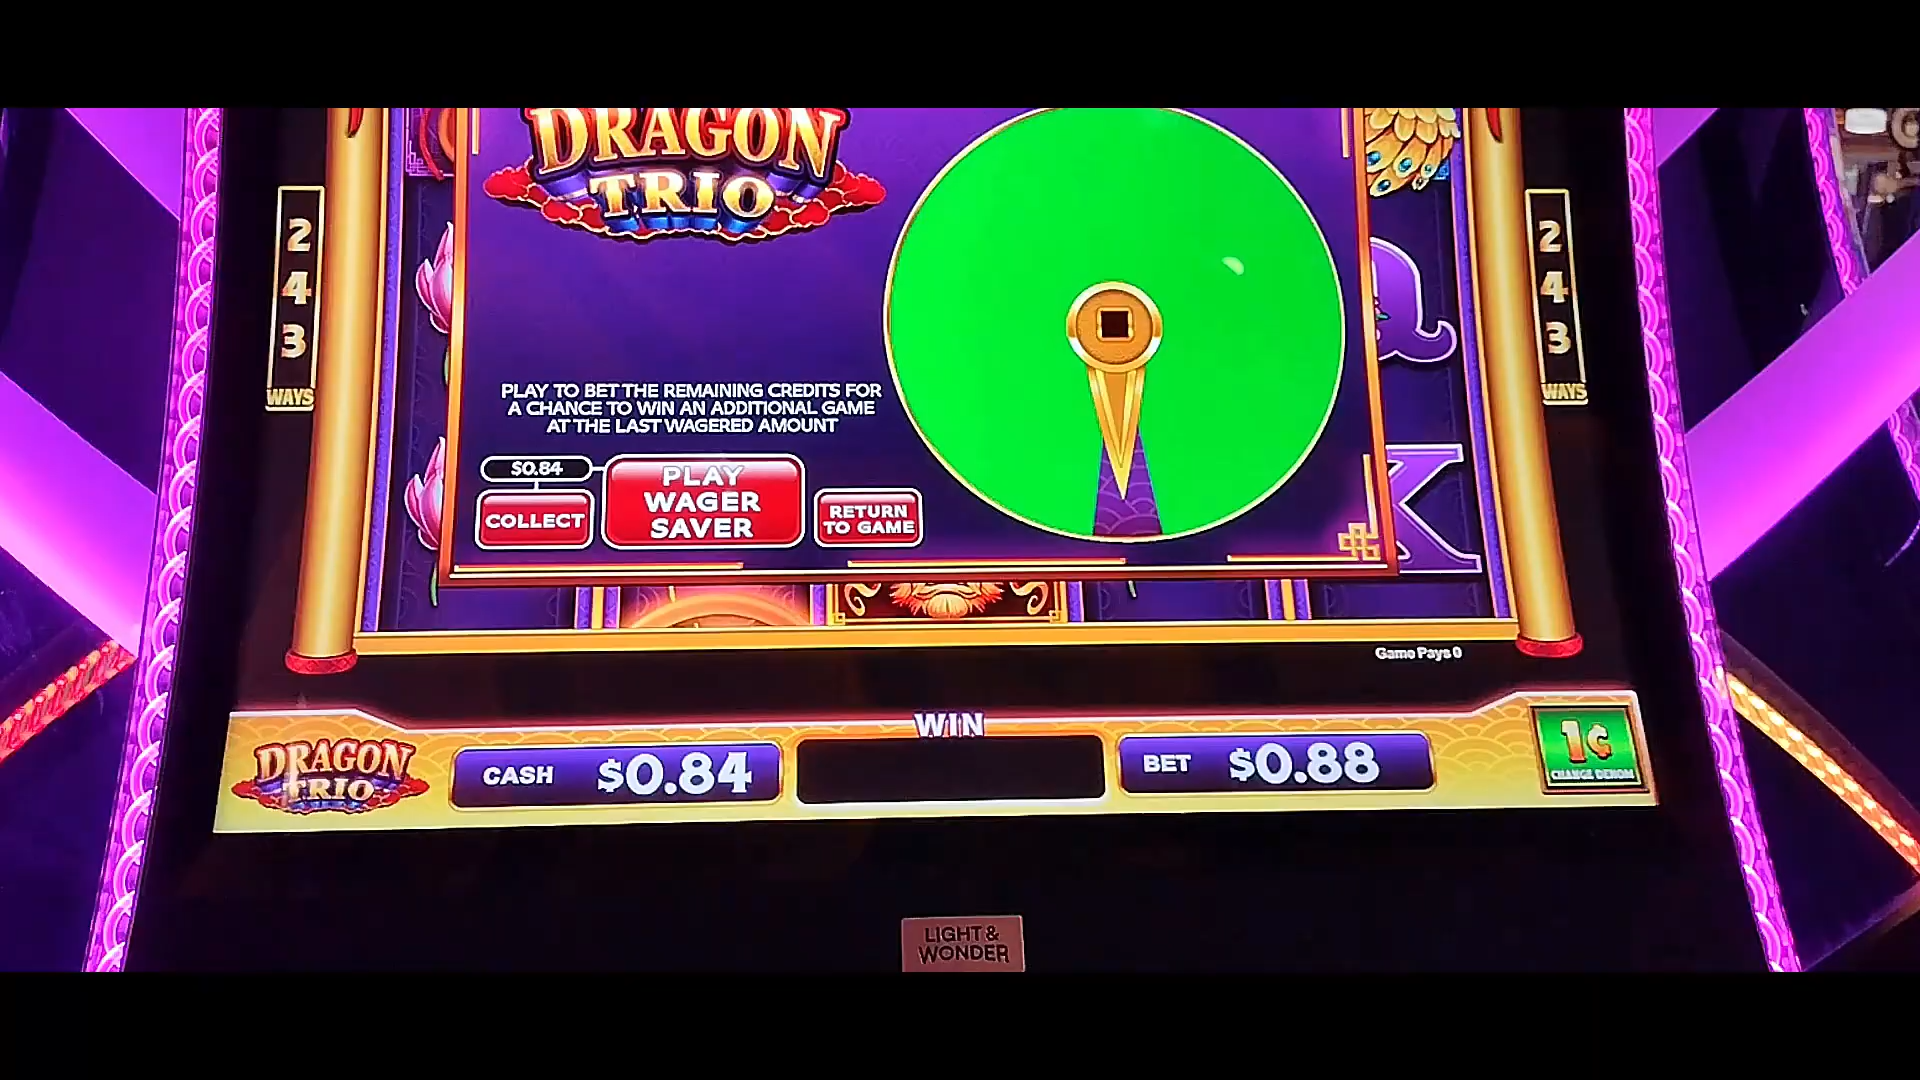 DRAGON
TRIO
2
4
3
WAYS
2
4
3
WAYS
Q
PLAY TO BET THE REMAINING CREDITS FOR
A CHANCE TO WIN AN ADDITIONAL GAME
AT THE LAST WAGERED AMOUNT
$0.84
COLLECT
PLAY
WAGER
SAVER
RETURN
TO GAME
K
Game Pays 0
DRAGON
TRIO
CASH $0.84
WIN
BET $0.88
1¢
CHANGE DENOM
LIGHT &
WONDER